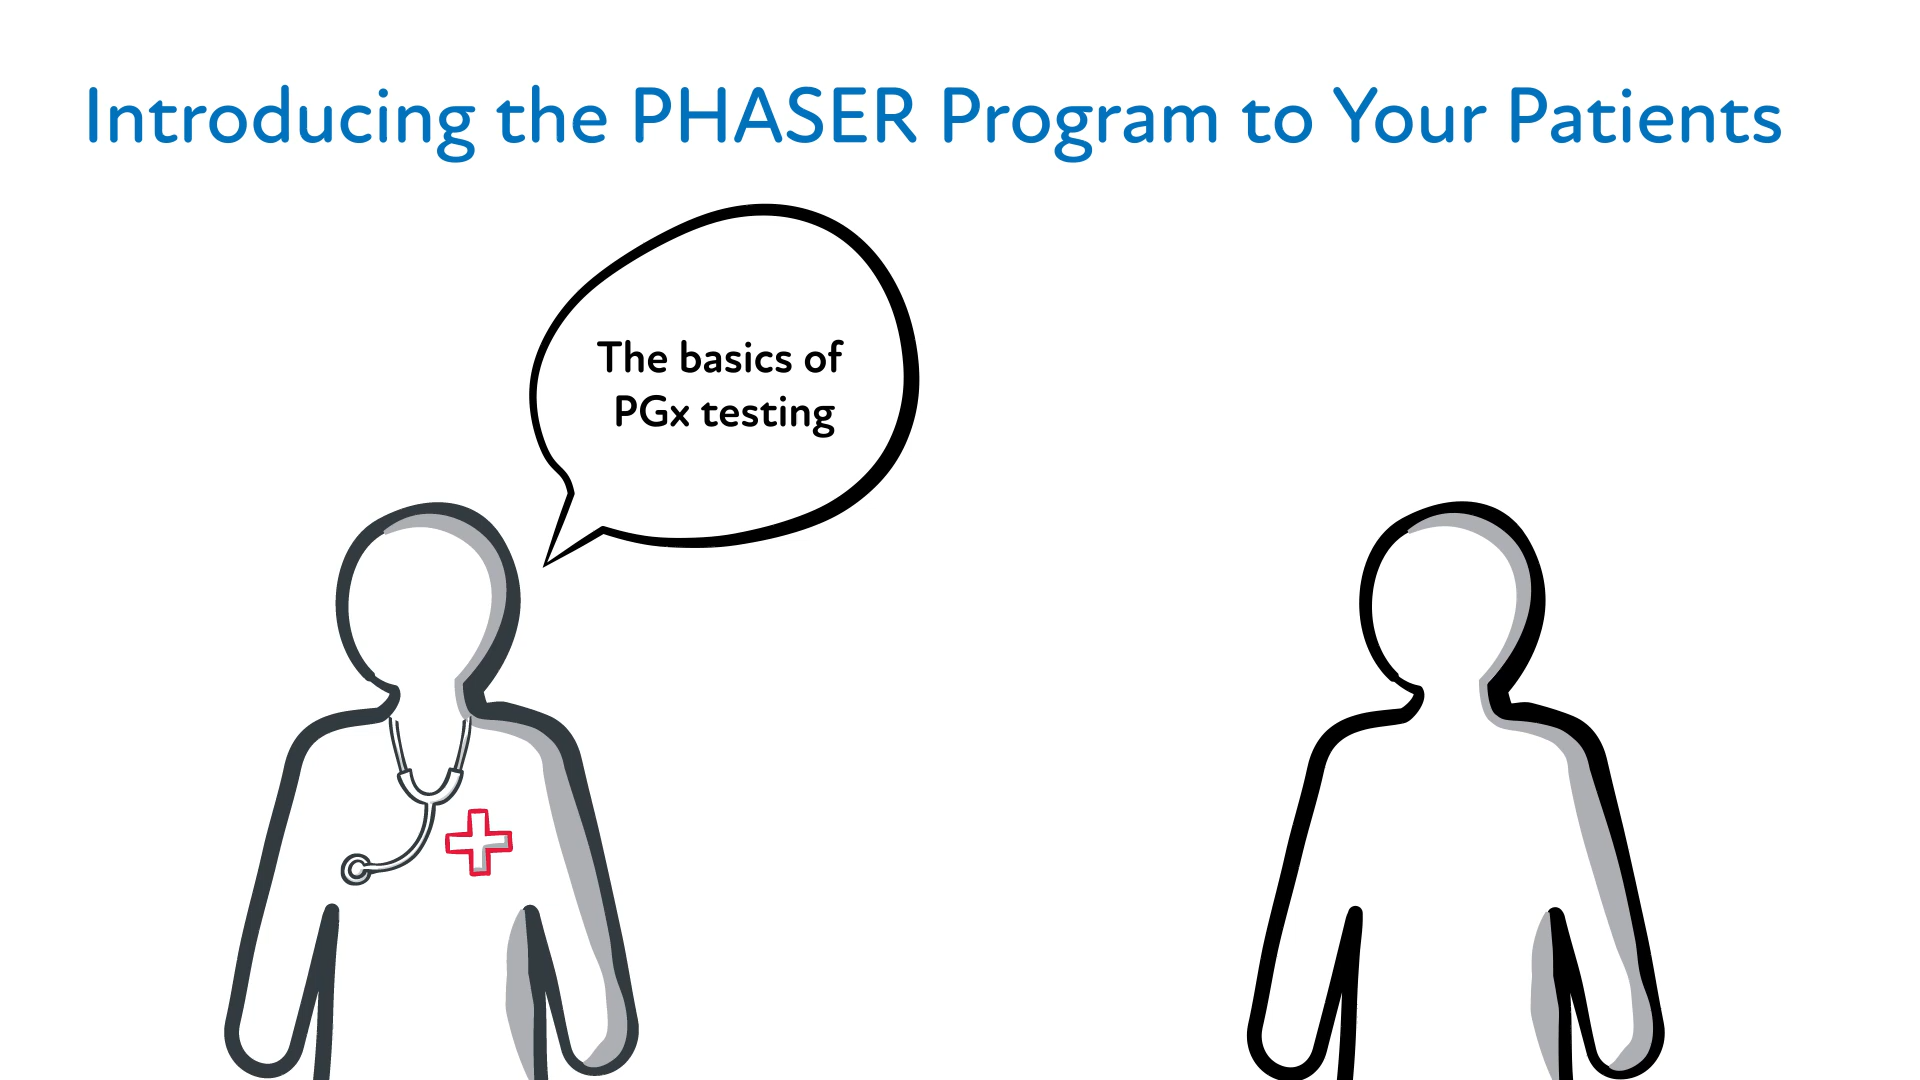 Introducing the PHASER Program to Your Patients
The basics of
PGx testing